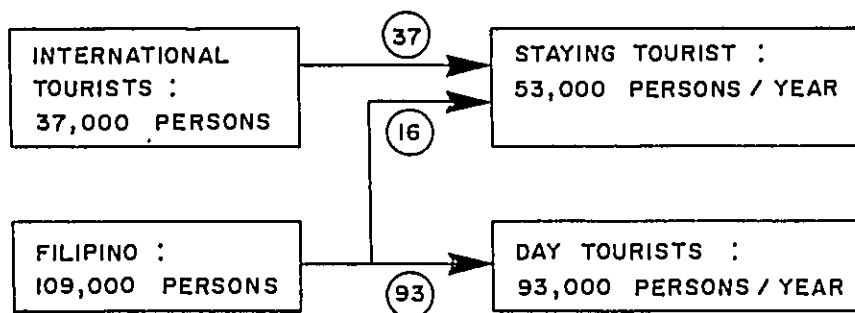 INTERNATIONAL
TOURISTS :
37,000 PERSONS
37
STAYING TOURIST :
53,000 PERSONS / YEAR
16
FILIPINO :
109,000 PERSONS
93
DAY TOURISTS :
93,000 PERSONS / YEAR